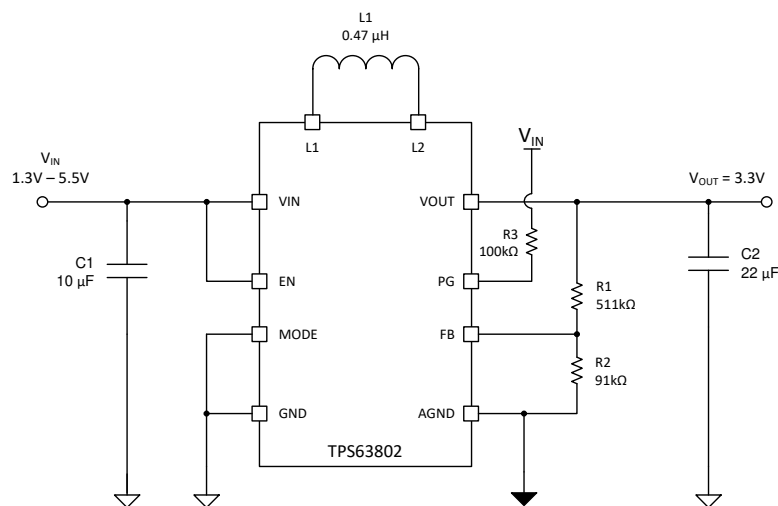 L1
0.47 µH
L1
L2
VIN
VIN
1.3V – 5.5V
VIN
VOUT
VOUT = 3.3V
C1
10 µF
R3
100kΩ
C2
22 µF
EN
PG
R1
511kΩ
MODE
FB
R2
91kΩ
GND
AGND
TPS63802